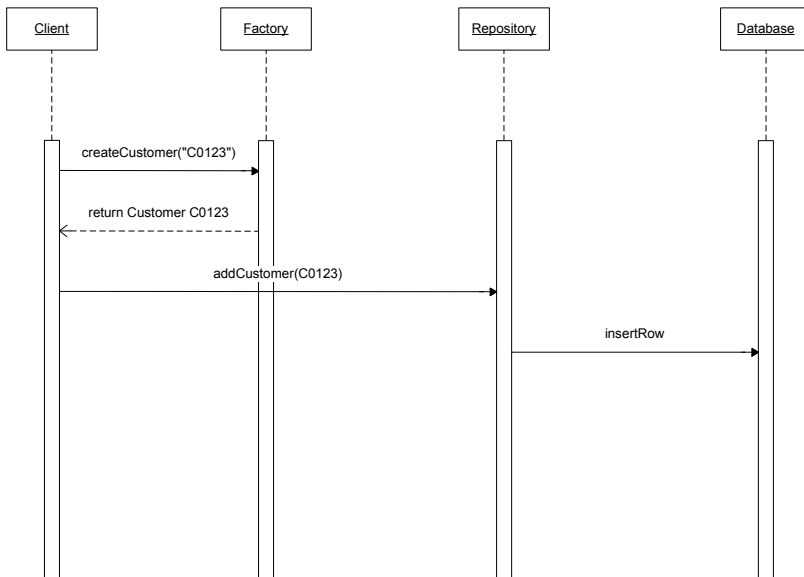 Client
Factory
Repository
Database
createCustomer("C0123")
return Customer C0123
addCustomer(C0123)
insertRow